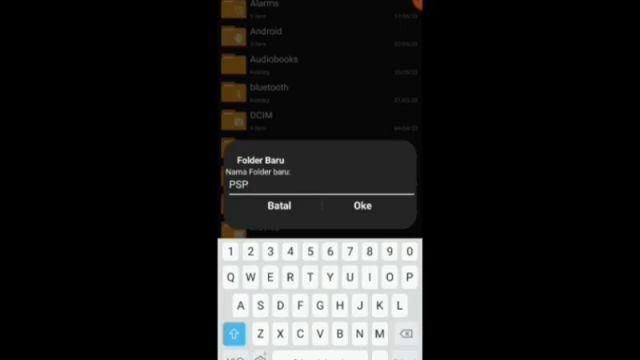 Alarms
Android
Audiobooks
bluetooth
DCIM
Folder Baru
Nama Folder baru:
PSP
Batal Oke
1 2 3 4 5 6 7 8 9 0
Q W E R T Y U I O P
A S D F G H J K L
Z X C V B N M